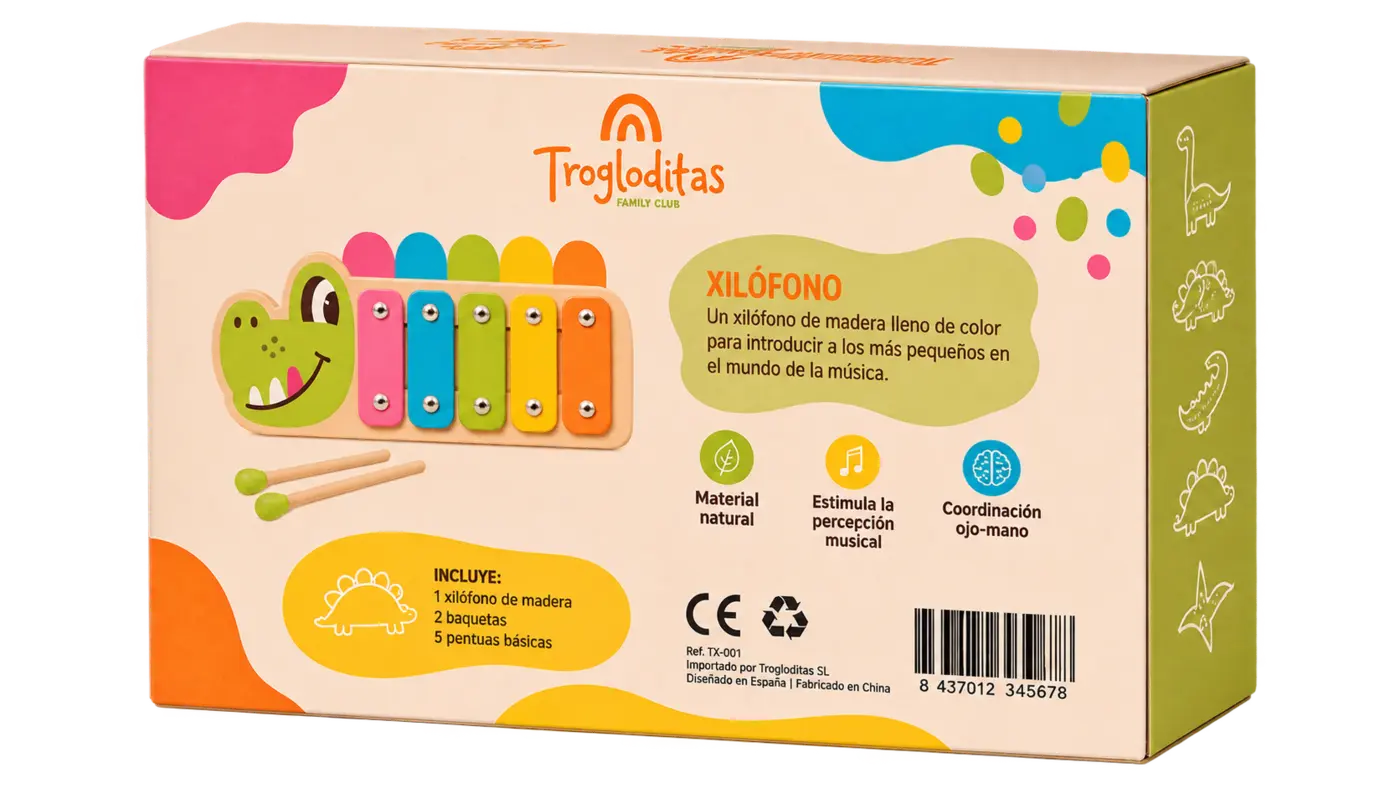 Trogloditas
FAMILY CLUB
XILÓFONO
Un xilófono de madera lleno de color
para introducir a los más pequeños en
el mundo de la música.
Material
natural
Estimula la
percepción
musical
Coordinación
ojo-mano
INCLUYE:
1 xilófono de madera
2 baquetas
5 pentuas básicas
CE
Ref. TX-001
Importado por Trogloditas SL
Diseñado en España | Fabricado en China
8 437012 345678